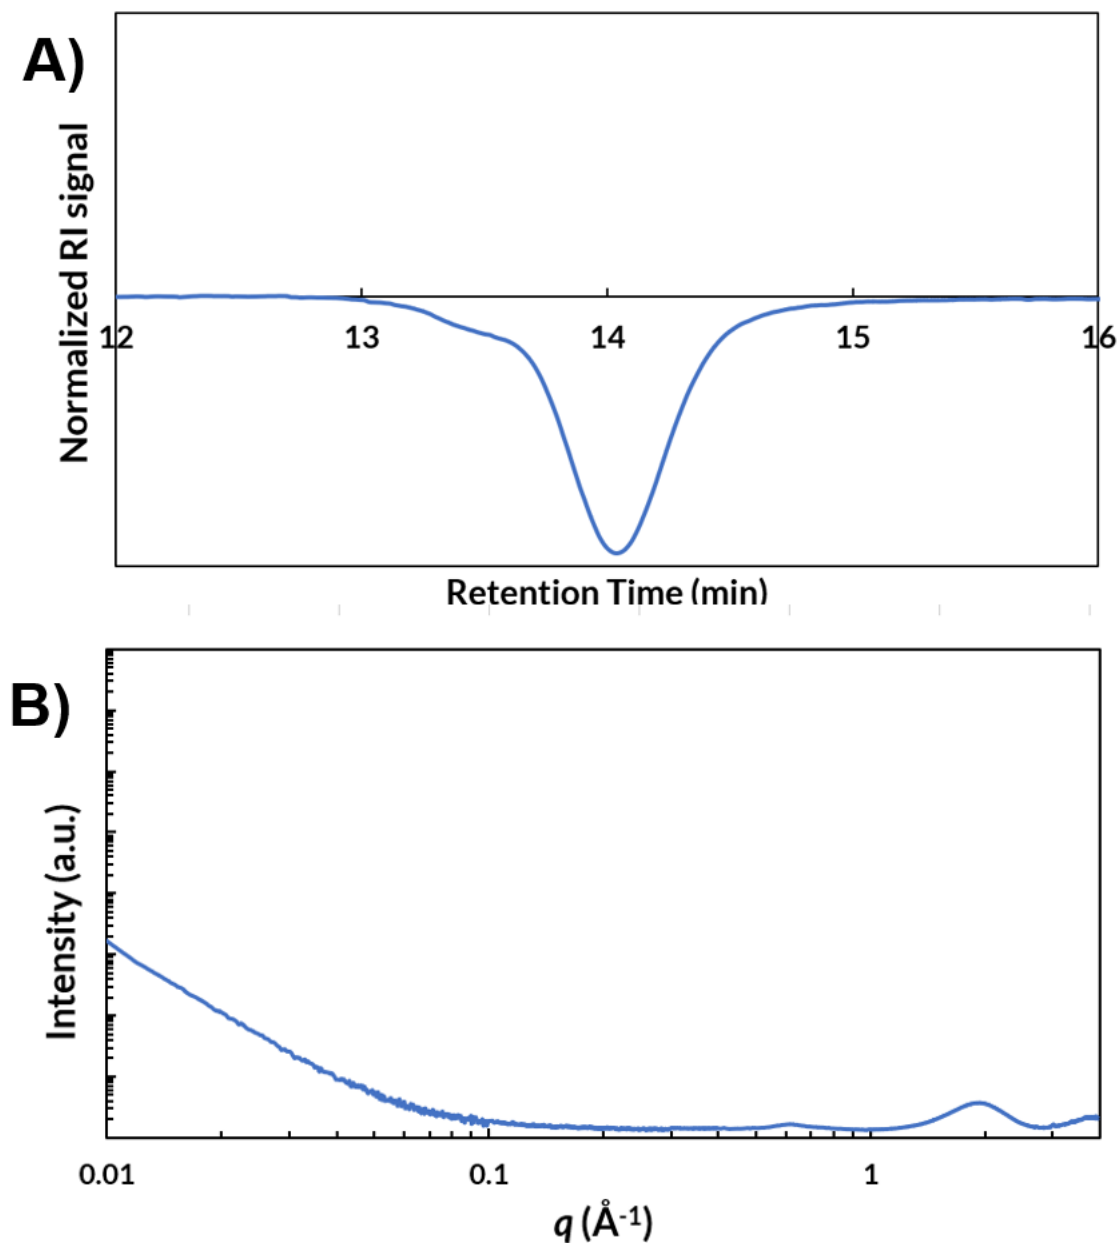 A)
Normalized RI signal
12 13 14 15 16
Retention Time (min)
B)
Intensity (a.u.)
0.01 0.1 1
q (Å-1)